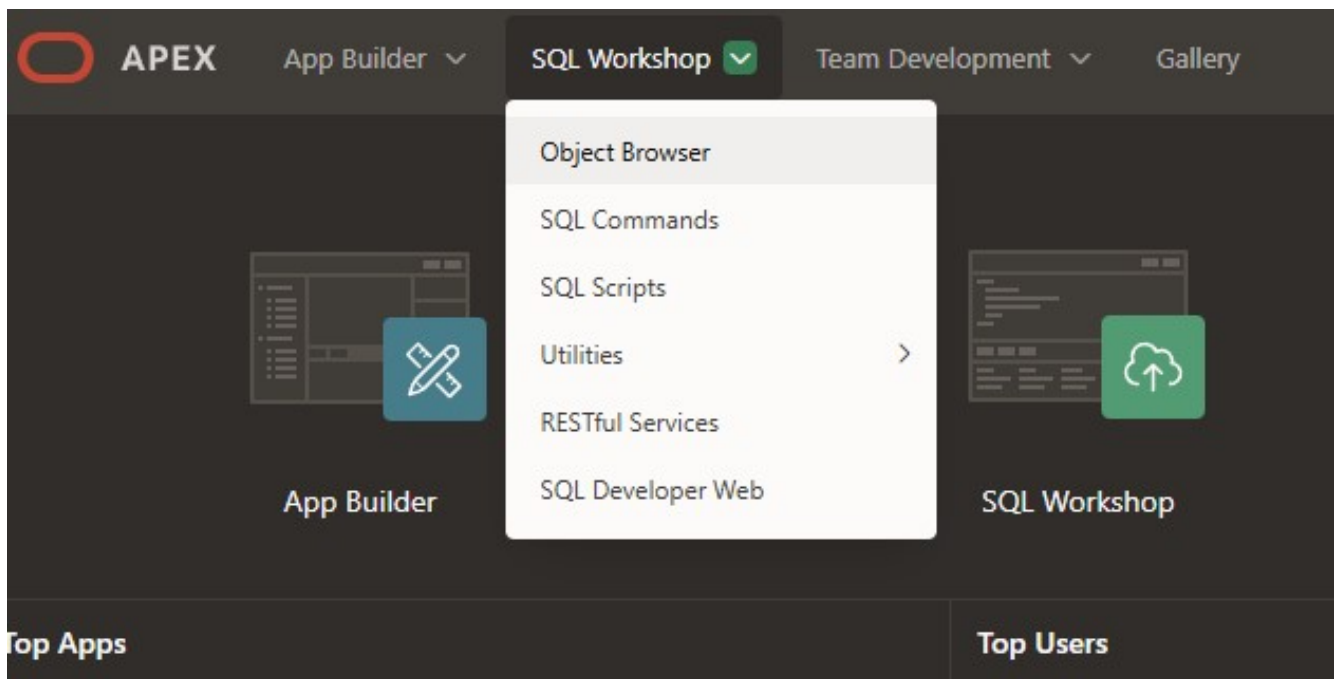 APEX App Builder SQL Workshop Team Development Gallery
Object Browser
SQL Commands
SQL Scripts
Utilities
RESTful Services
SQL Developer Web
App Builder SQL Workshop
Top Apps Top Users